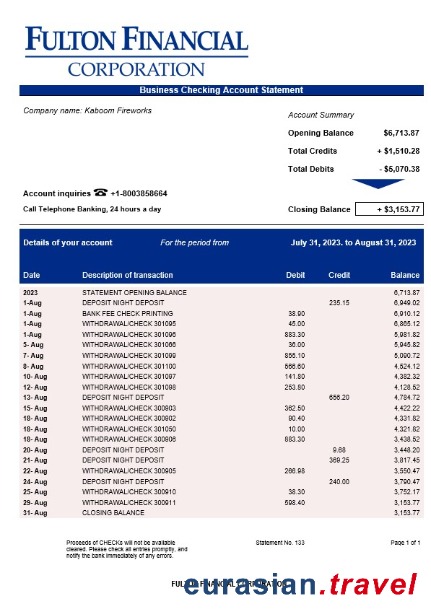 FULTON FINANCIAL
CORPORATION
Business Checking Account Statement
Company name: Kaboom Fireworks
Account Summary
Opening Balance $6,713.87
Total Credits + $1,510.28
Total Debits - $5,070.38
Account inquiries ☎ +1-8003858664
Call Telephone Banking, 24 hours a day
Closing Balance + $3,153.77
Details of your account For the period from July 31, 2023. to August 31, 2023
Date Description of transaction Debit Credit Balance
2023 STATEMENT OPENING BALANCE 6,713.87
1-Aug DEPOSIT NIGHT DEPOSIT 235.15 6,949.02
1-Aug BANK FEE CHECK PRINTING 38.90 6,910.12
1-Aug WITHDRAWAL/CHECK 301095 45.00 6,865.12
1-Aug WITHDRAWAL/CHECK 301096 883.30 5,981.82
5- Aug WITHDRAWAL/CHECK 301066 36.00 5,945.82
7- Aug WITHDRAWAL/CHECK 301099 855.10 5,090.72
8- Aug WITHDRAWAL/CHECK 301100 566.60 4,524.12
10- Aug WITHDRAWAL/CHECK 301097 141.80 4,382.32
12- Aug WITHDRAWAL/CHECK 301098 253.80 4,128.52
13- Aug DEPOSIT NIGHT DEPOSIT 656.20 4,784.72
15- Aug WITHDRAWAL/CHECK 300903 362.50 4,422.22
18- Aug WITHDRAWAL/CHECK 300902 90.40 4,331.82
18- Aug WITHDRAWAL/CHECK 301050 10.00 4,321.82
18- Aug WITHDRAWAL/CHECK 300906 883.30 3,438.52
20- Aug DEPOSIT NIGHT DEPOSIT 9.68 3,448.20
21- Aug DEPOSIT NIGHT DEPOSIT 369.25 3,817.45
22- Aug WITHDRAWAL/CHECK 300905 266.98 3,550.47
24- Aug DEPOSIT NIGHT DEPOSIT 240.00 3,790.47
25- Aug WITHDRAWAL/CHECK 300910 38.30 3,752.17
29- Aug WITHDRAWAL/CHECK 300911 598.40 3,153.77
31- Aug CLOSING BALANCE 3,153.77
Proceeds of CHECKs will not be available
cleared. Please check all entries promptly, and
notify the bank immediately of any errors.
Statement No. 133
Page 1 of 1
FULTON FINANCIAL CORPORATION
eurasian.travel